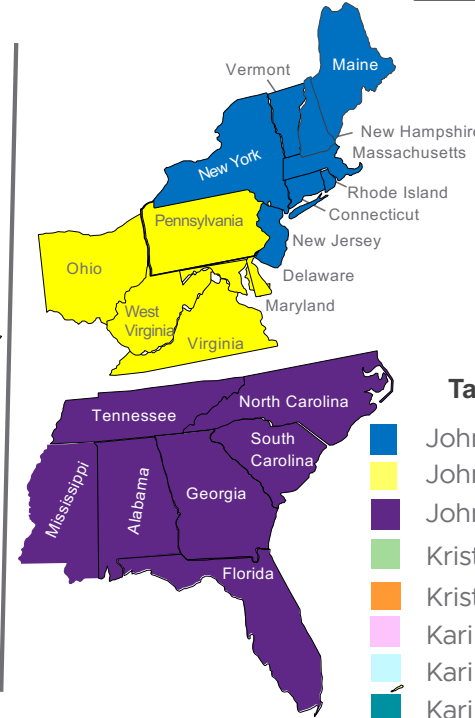 Maine
Vermont
New Hampshire
Massachusetts
New York
Rhode Island
Connecticut
Pennsylvania
New Jersey
Ohio
Delaware
Maryland
West
Virginia
Virginia
North Carolina
Tennessee
South
Carolina
Mississippi
Alabama
Georgia
Florida
Ta
John
John
John
Krist
Krist
Kari
Kari
Kari